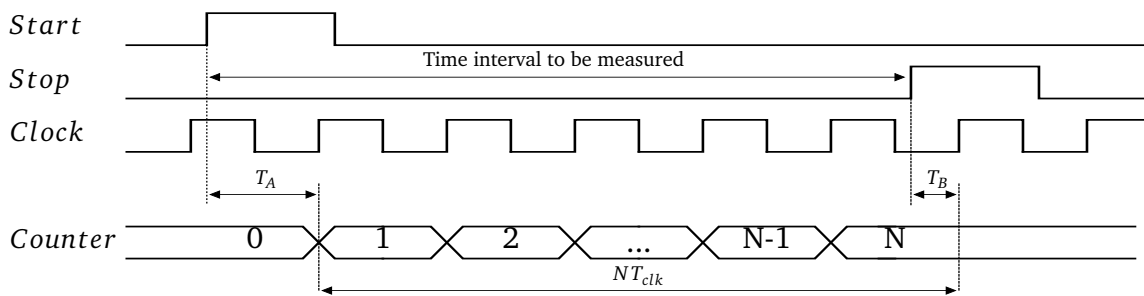 Start
Time interval to be measured
Stop
Clock
T_A
T_B
Counter
0 1 2 ... N-1 N
NT_clk